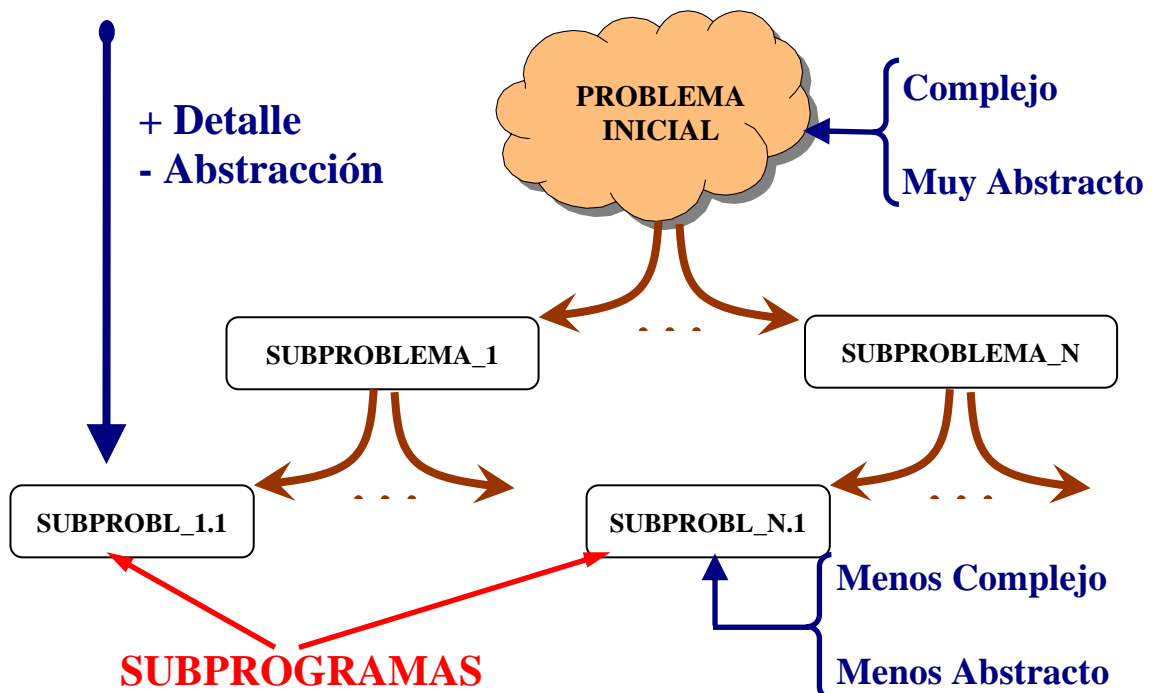 PROBLEMA
INICIAL
Complejo
Muy Abstracto
+ Detalle
- Abstracción
. . .
SUBPROBLEMA_1
SUBPROBLEMA_N
. . .
. . .
SUBPROBL_1.1
SUBPROBL_N.1
Menos Complejo
Menos Abstracto
SUBPROGRAMAS